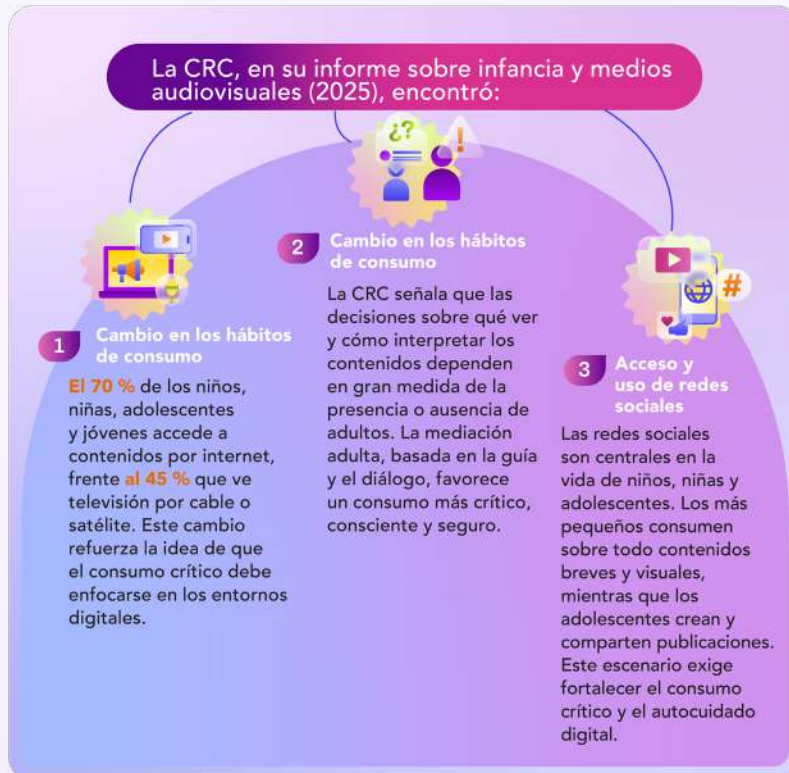 La CRC, en su informe sobre infancia y medios
audiovisuales (2025), encontró:
¿?
!
1
Cambio en los hábitos
de consumo
El 70 % de los niños,
niñas, adolescentes
y jóvenes accede a
contenidos por internet,
frente al 45 % que ve
televisión por cable o
satélite. Este cambio
refuerza la idea de que
el consumo crítico debe
enfocarse en los entornos
digitales.
2
Cambio en los hábitos
de consumo
La CRC señala que las
decisiones sobre qué ver
y cómo interpretar los
contenidos dependen
en gran medida de la
presencia o ausencia de
adultos. La mediación
adulta, basada en la guía
y el diálogo, favorece
un consumo más crítico,
consciente y seguro.
#
3
Acceso y
uso de redes
sociales
Las redes sociales
son centrales en la
vida de niños, niñas y
adolescentes. Los más
pequeños consumen
sobre todo contenidos
breves y visuales,
mientras que los
adolescentes crean y
comparten publicaciones.
Este escenario exige
fortalecer el consumo
crítico y el autocuidado
digital.